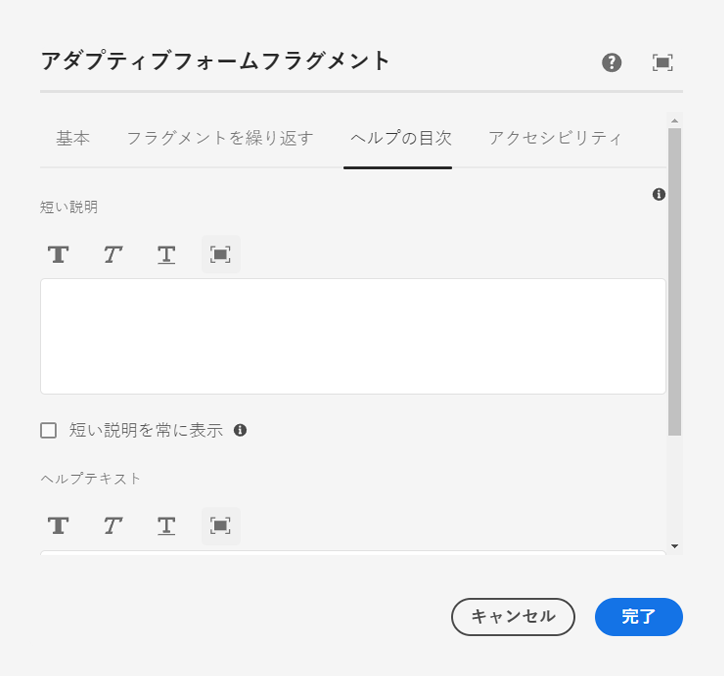 アダプティブフォームフラグメント
基本 フラグメントを繰り返す ヘルプの目次 アクセシビリティ
短い説明
T T T
短い説明を常に表示
ヘルプテキスト
T T T
キャンセル 完了